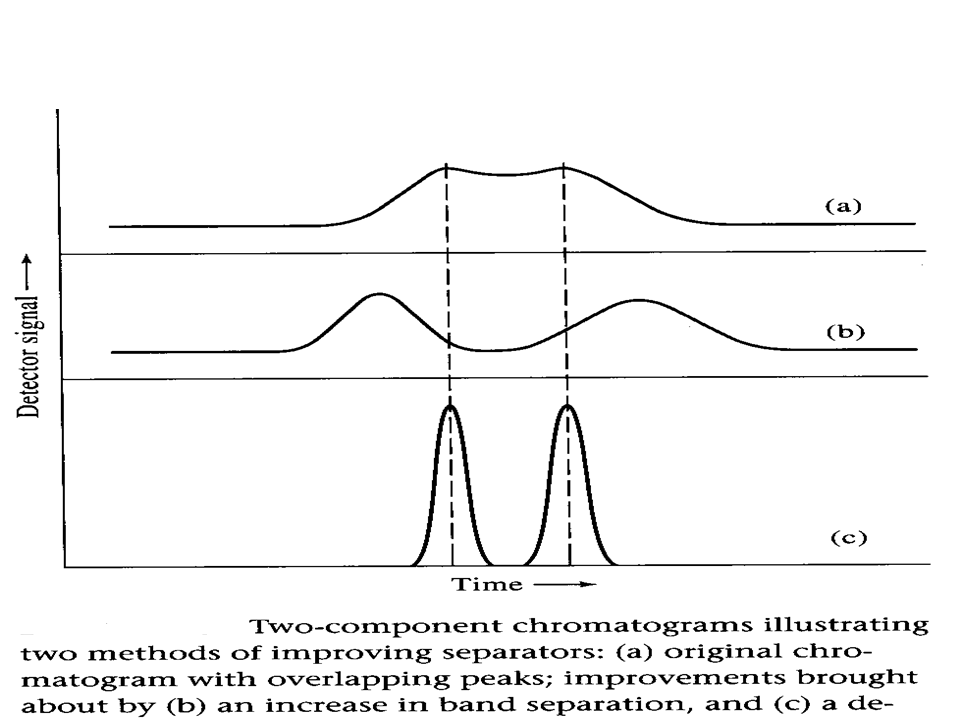 (a)
(b)
(c)
Detector signal
Time
Two-component chromatograms illustrating
two methods of improving separators: (a) original chro-
matogram with overlapping peaks; improvements brought
about by (b) an increase in band separation, and (c) a de-